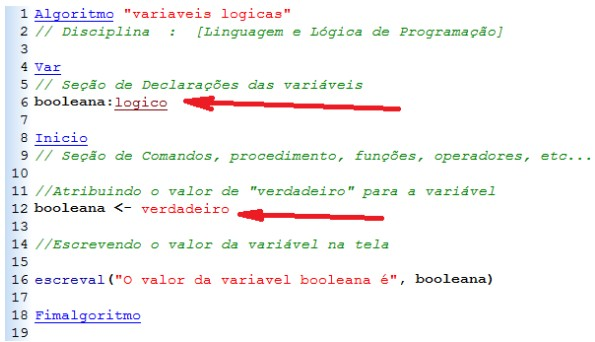 1 Algoritmo "variaveis logicas"
2 // Disciplina : [Linguagem e Lógica de Programação]
3
4 Var
5 // Seção de Declarações das variáveis
6 booleana:logico
7
8 Inicio
9 // Seção de Comandos, procedimento, funções, operadores, etc...
10
11 //Atribuindo o valor de "verdadeiro" para a variável
12 booleana <- verdadeiro
13
14 //Escrevendo o valor da variável na tela
15
16 escreval("O valor da variavel booleana é", booleana)
17
18 Fimalgoritmo
19